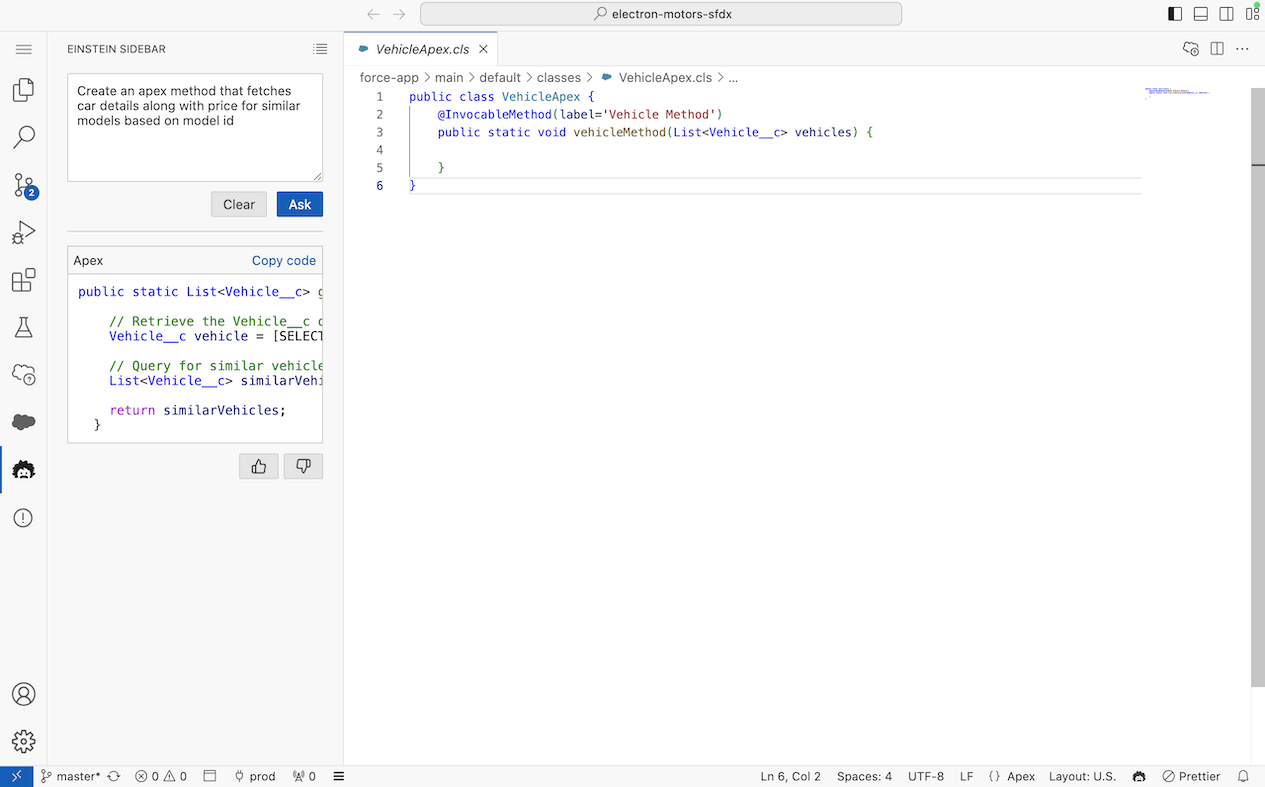 electron-motors-sfdx
EINSTEIN SIDEBAR
Create an apex method that fetches
car details along with price for similar
models based on model id
Clear
Ask
Apex
Copy code
public static List<Vehicle__c> g
// Retrieve the Vehicle__c
Vehicle__c vehicle = [SELECT
// Query for similar vehicle
List<Vehicle__c> similarVehi
return similarVehicles;
}
2
VehicleApex.cls
force-app > main > default > classes > VehicleApex.cls > ...
1 public class VehicleApex {
2 @InvocableMethod(label='Vehicle Method')
3 public static void vehicleMethod(List<Vehicle__c> vehicles) {
4
5 }
6 }
master* 0 0 prod 0 Ln 6, Col 2 Spaces: 4 UTF-8 LF {} Apex Layout: U.S. Prettier